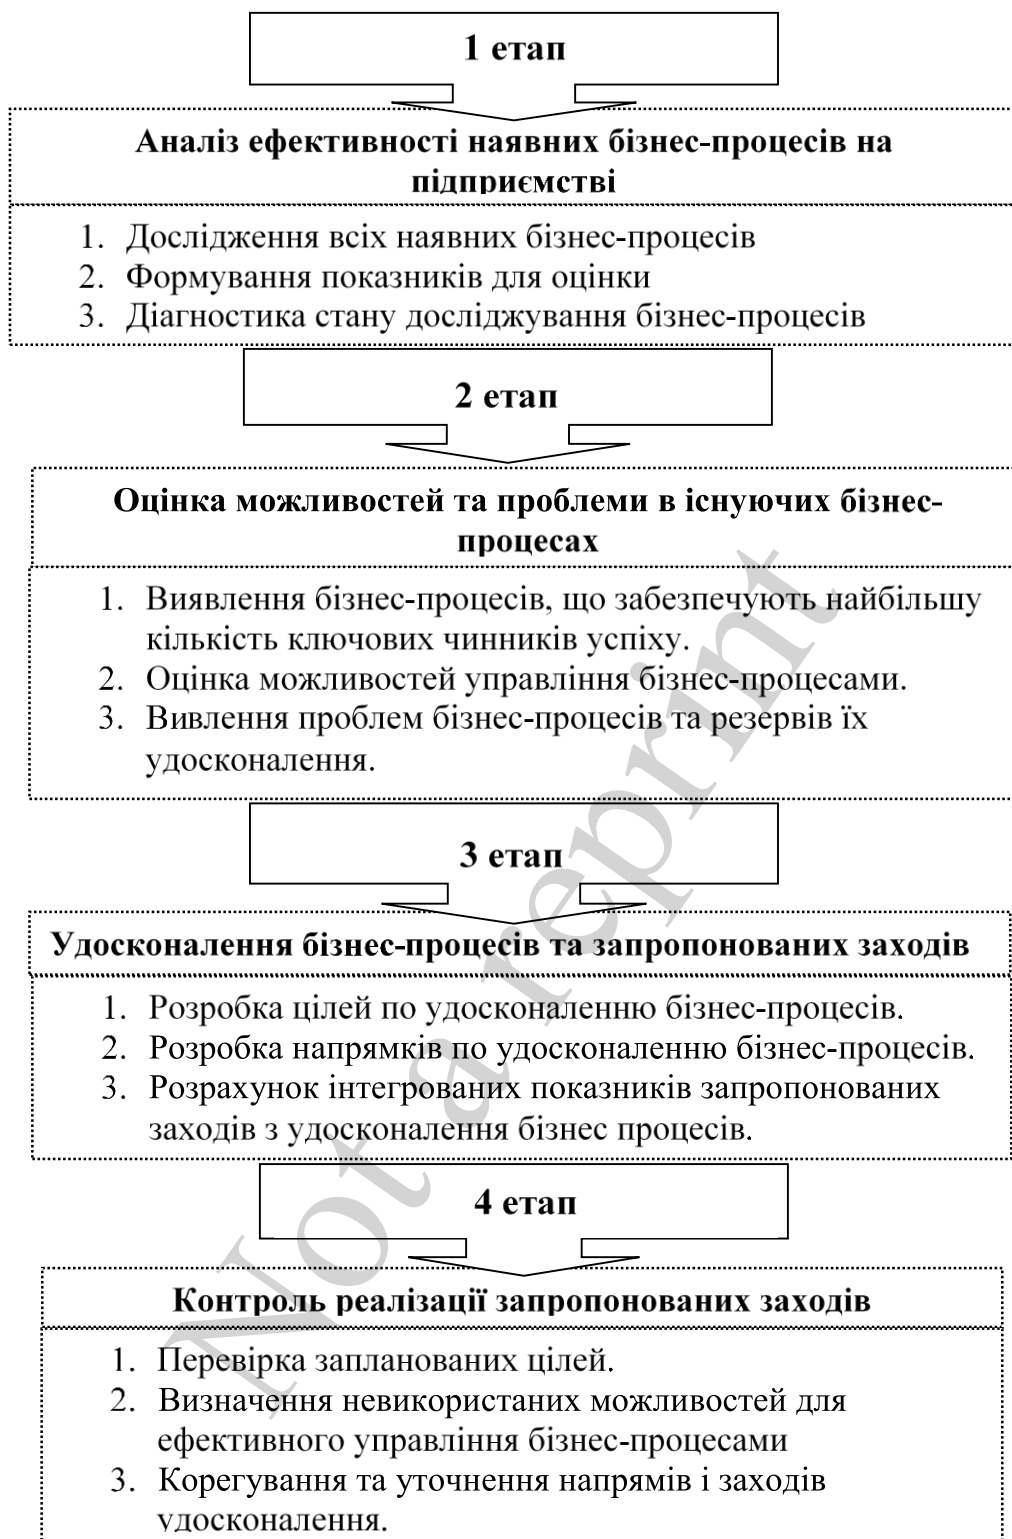 1 етап
Аналіз ефективності наявних бізнес-процесів на
підприємстві
1. Дослідження всіх наявних бізнес-процесів
2. Формування показників для оцінки
3. Діагностика стану досліджування бізнес-процесів
2 етап
Оцінка можливостей та проблеми в існуючих бізнес-
процесах
1. Виявлення бізнес-процесів, що забезпечують найбільшу
кількість ключових чинників успіху.
2. Оцінка можливостей управління бізнес-процесами.
3. Вивлення проблем бізнес-процесів та резервів їх
удосконалення.
3 етап
Удосконалення бізнес-процесів та запропонованих заходів
1. Розробка цілей по удосконаленню бізнес-процесів.
2. Розробка напрямків по удосконаленню бізнес-процесів.
3. Розрахунок інтегрованих показників запропонованих
заходів з удосконалення бізнес процесів.
4 етап
Контроль реалізації запропонованих заходів
1. Перевірка запланованих цілей.
2. Визначення невикористаних можливостей для
ефективного управління бізнес-процесами
3. Корегування та уточнення напрямів і заходів
удосконалення.
Not a reprint